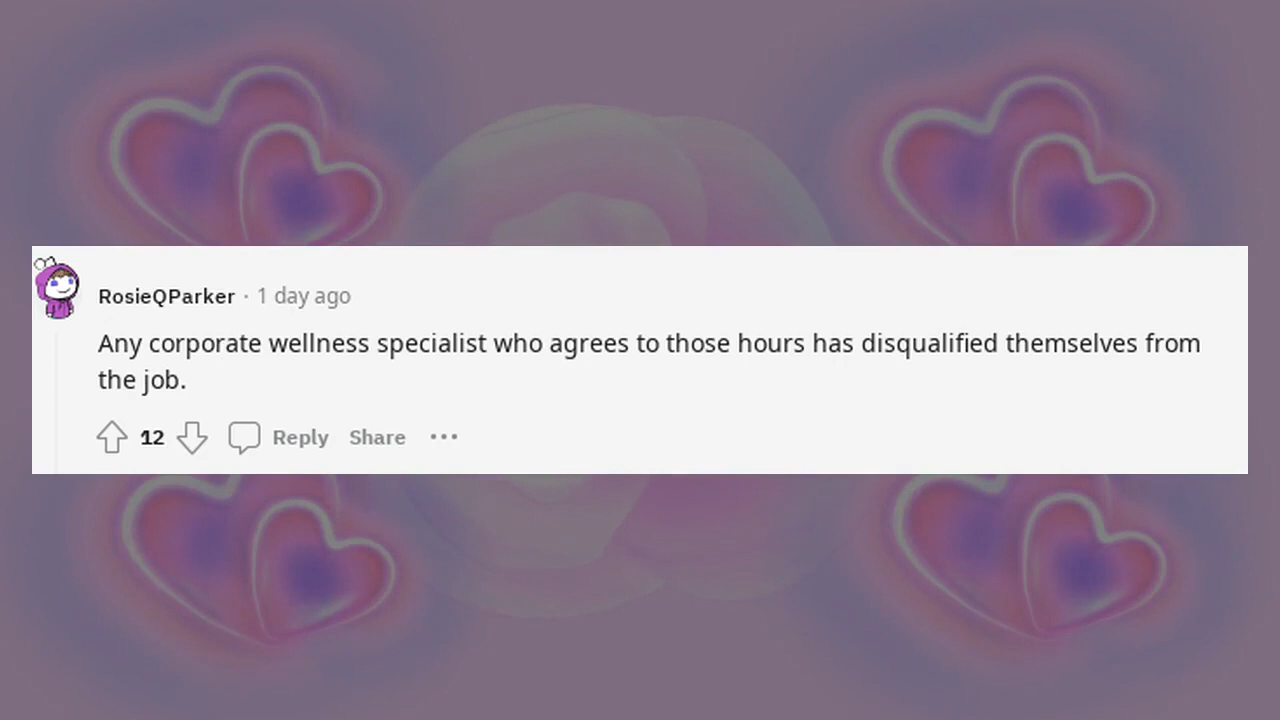 RosieQParker · 1 day ago
Any corporate wellness specialist who agrees to those hours has disqualified themselves from
the job.
12 Reply Share ···